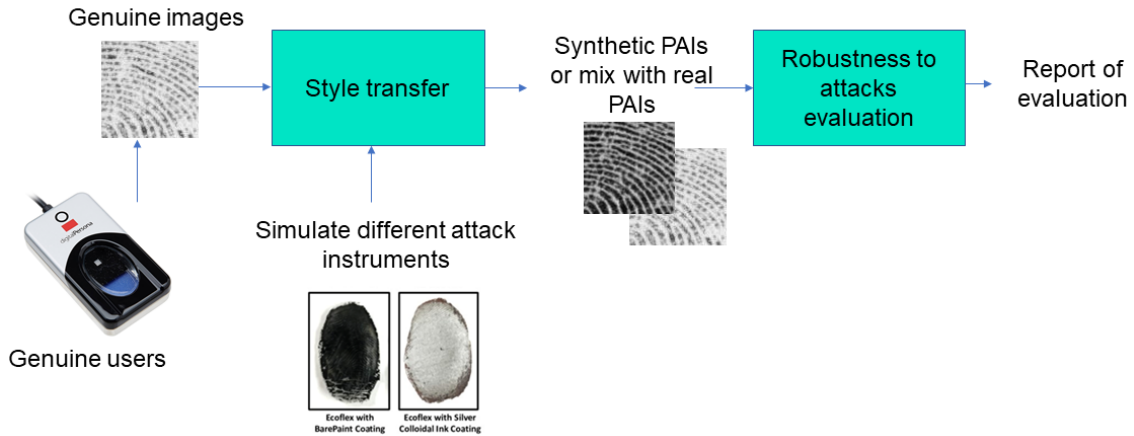 Genuine images
Style transfer
Synthetic PAIs
or mix with real
PAIs
Robustness to
attacks
evaluation
Report of
evaluation
digitalPersona
Simulate different attack
instruments
Genuine users
Ecoflex with
BarePaint Coating
Ecoflex with Silver
Colloidal Ink Coating